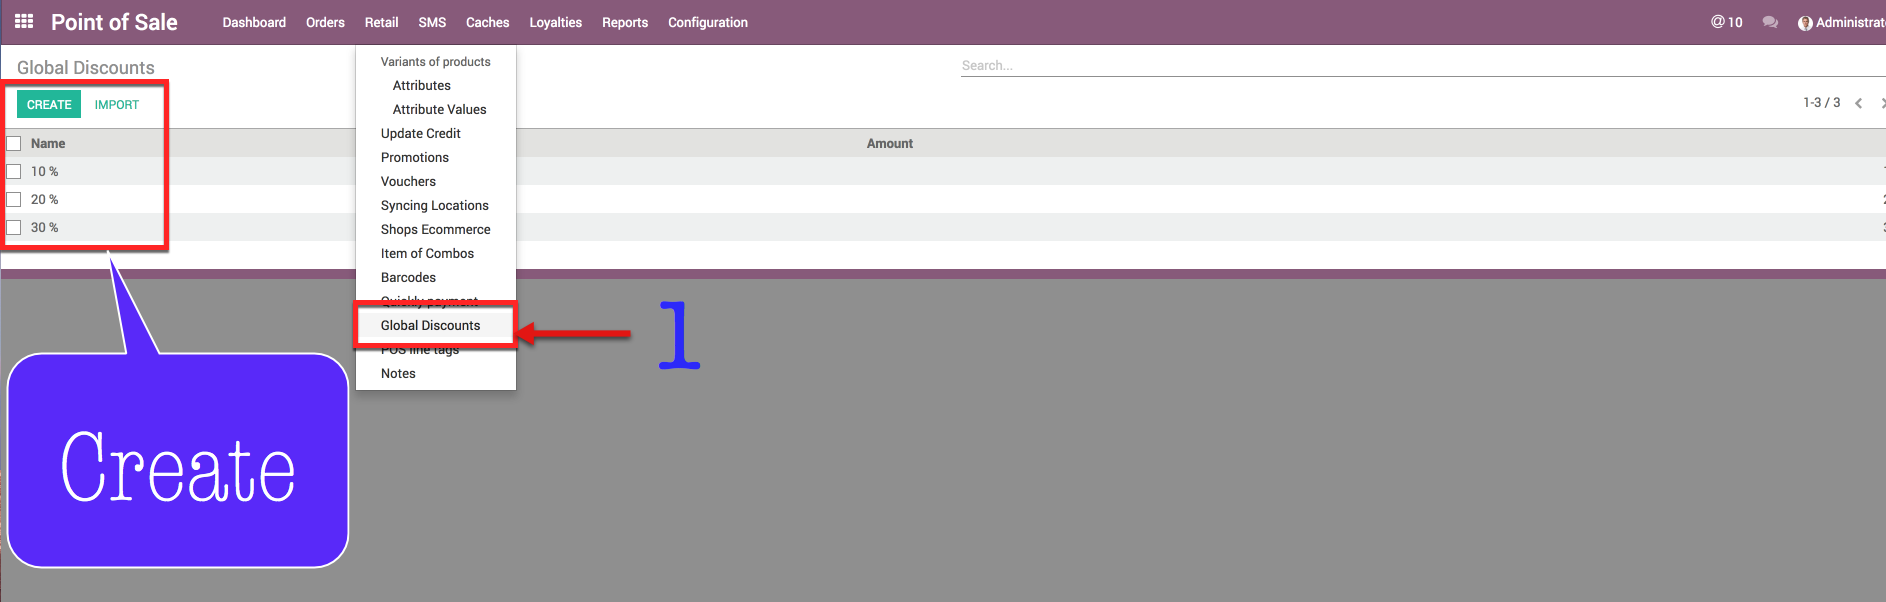 Point of Sale Dashboard Orders Retail SMS Caches Loyalties Reports Configuration @ 10 Administrat
Global Discounts
Search...
CREATE IMPORT
1-3 / 3
Name Amount
10 %
20 %
30 %
Variants of products
Attributes
Attribute Values
Update Credit
Promotions
Vouchers
Syncing Locations
Shops Ecommerce
Item of Combos
Barcodes
Quickly payment
Global Discounts
POS line tags
Notes
1
Create